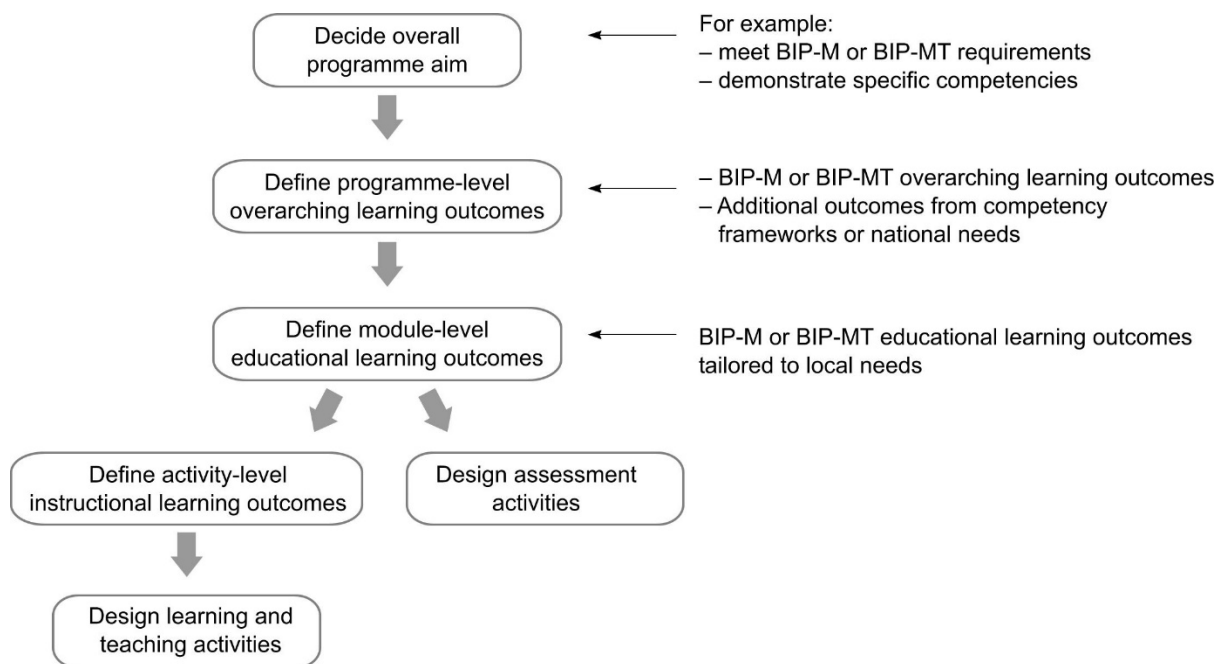 Decide overall
programme aim
For example:
– meet BIP-M or BIP-MT requirements
– demonstrate specific competencies
Define programme-level
overarching learning outcomes
– BIP-M or BIP-MT overarching learning outcomes
– Additional outcomes from competency
frameworks or national needs
Define module-level
educational learning outcomes
BIP-M or BIP-MT educational learning outcomes
tailored to local needs
Define activity-level
instructional learning outcomes
Design assessment
activities
Design learning and
teaching activities